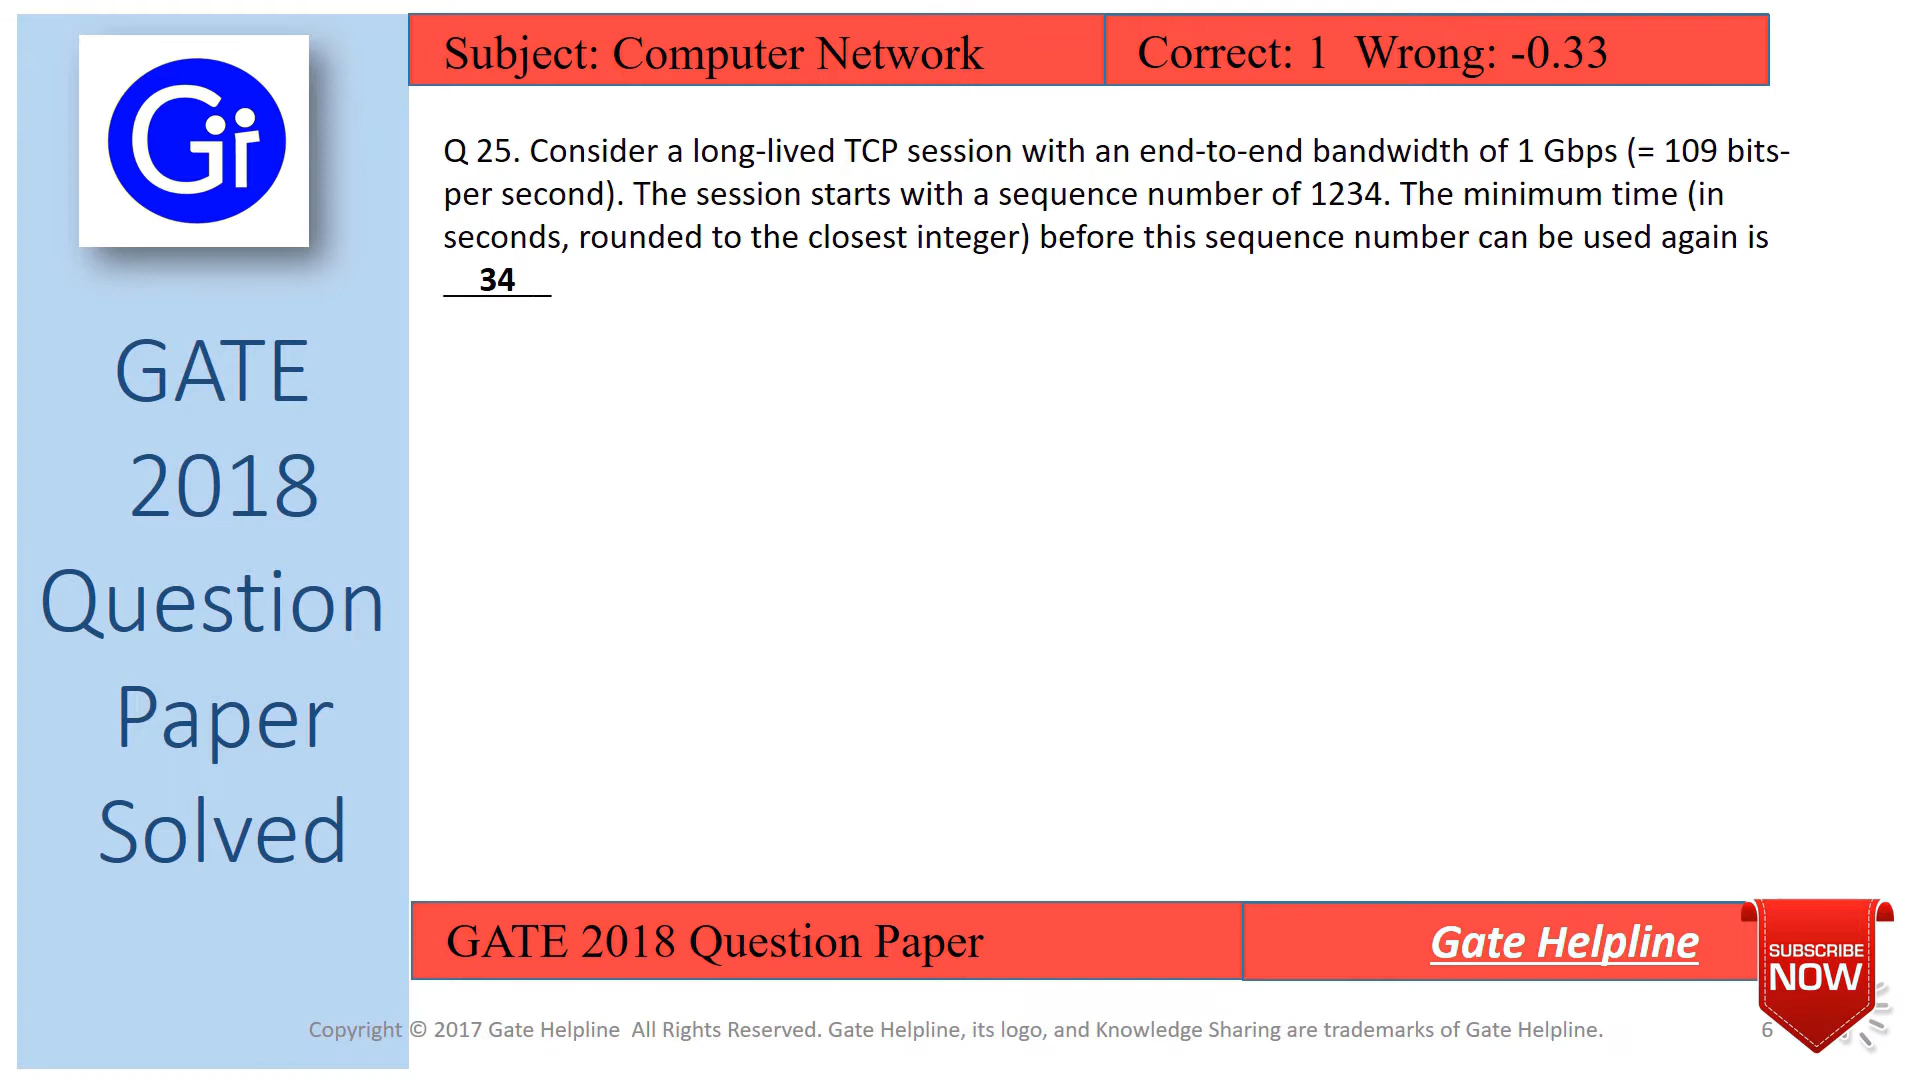 Gi
Subject: Computer Network
Correct: 1 Wrong: -0.33
Q 25. Consider a long-lived TCP session with an end-to-end bandwidth of 1 Gbps (= 109 bits-
per second). The session starts with a sequence number of 1234. The minimum time (in
seconds, rounded to the closest integer) before this sequence number can be used again is
34
GATE
2018
Question
Paper
Solved
GATE 2018 Question Paper
Gate Helpline
SUBSCRIBE
NOW
Copyright © 2017 Gate Helpline All Rights Reserved. Gate Helpline, its logo, and Knowledge Sharing are trademarks of Gate Helpline.
6